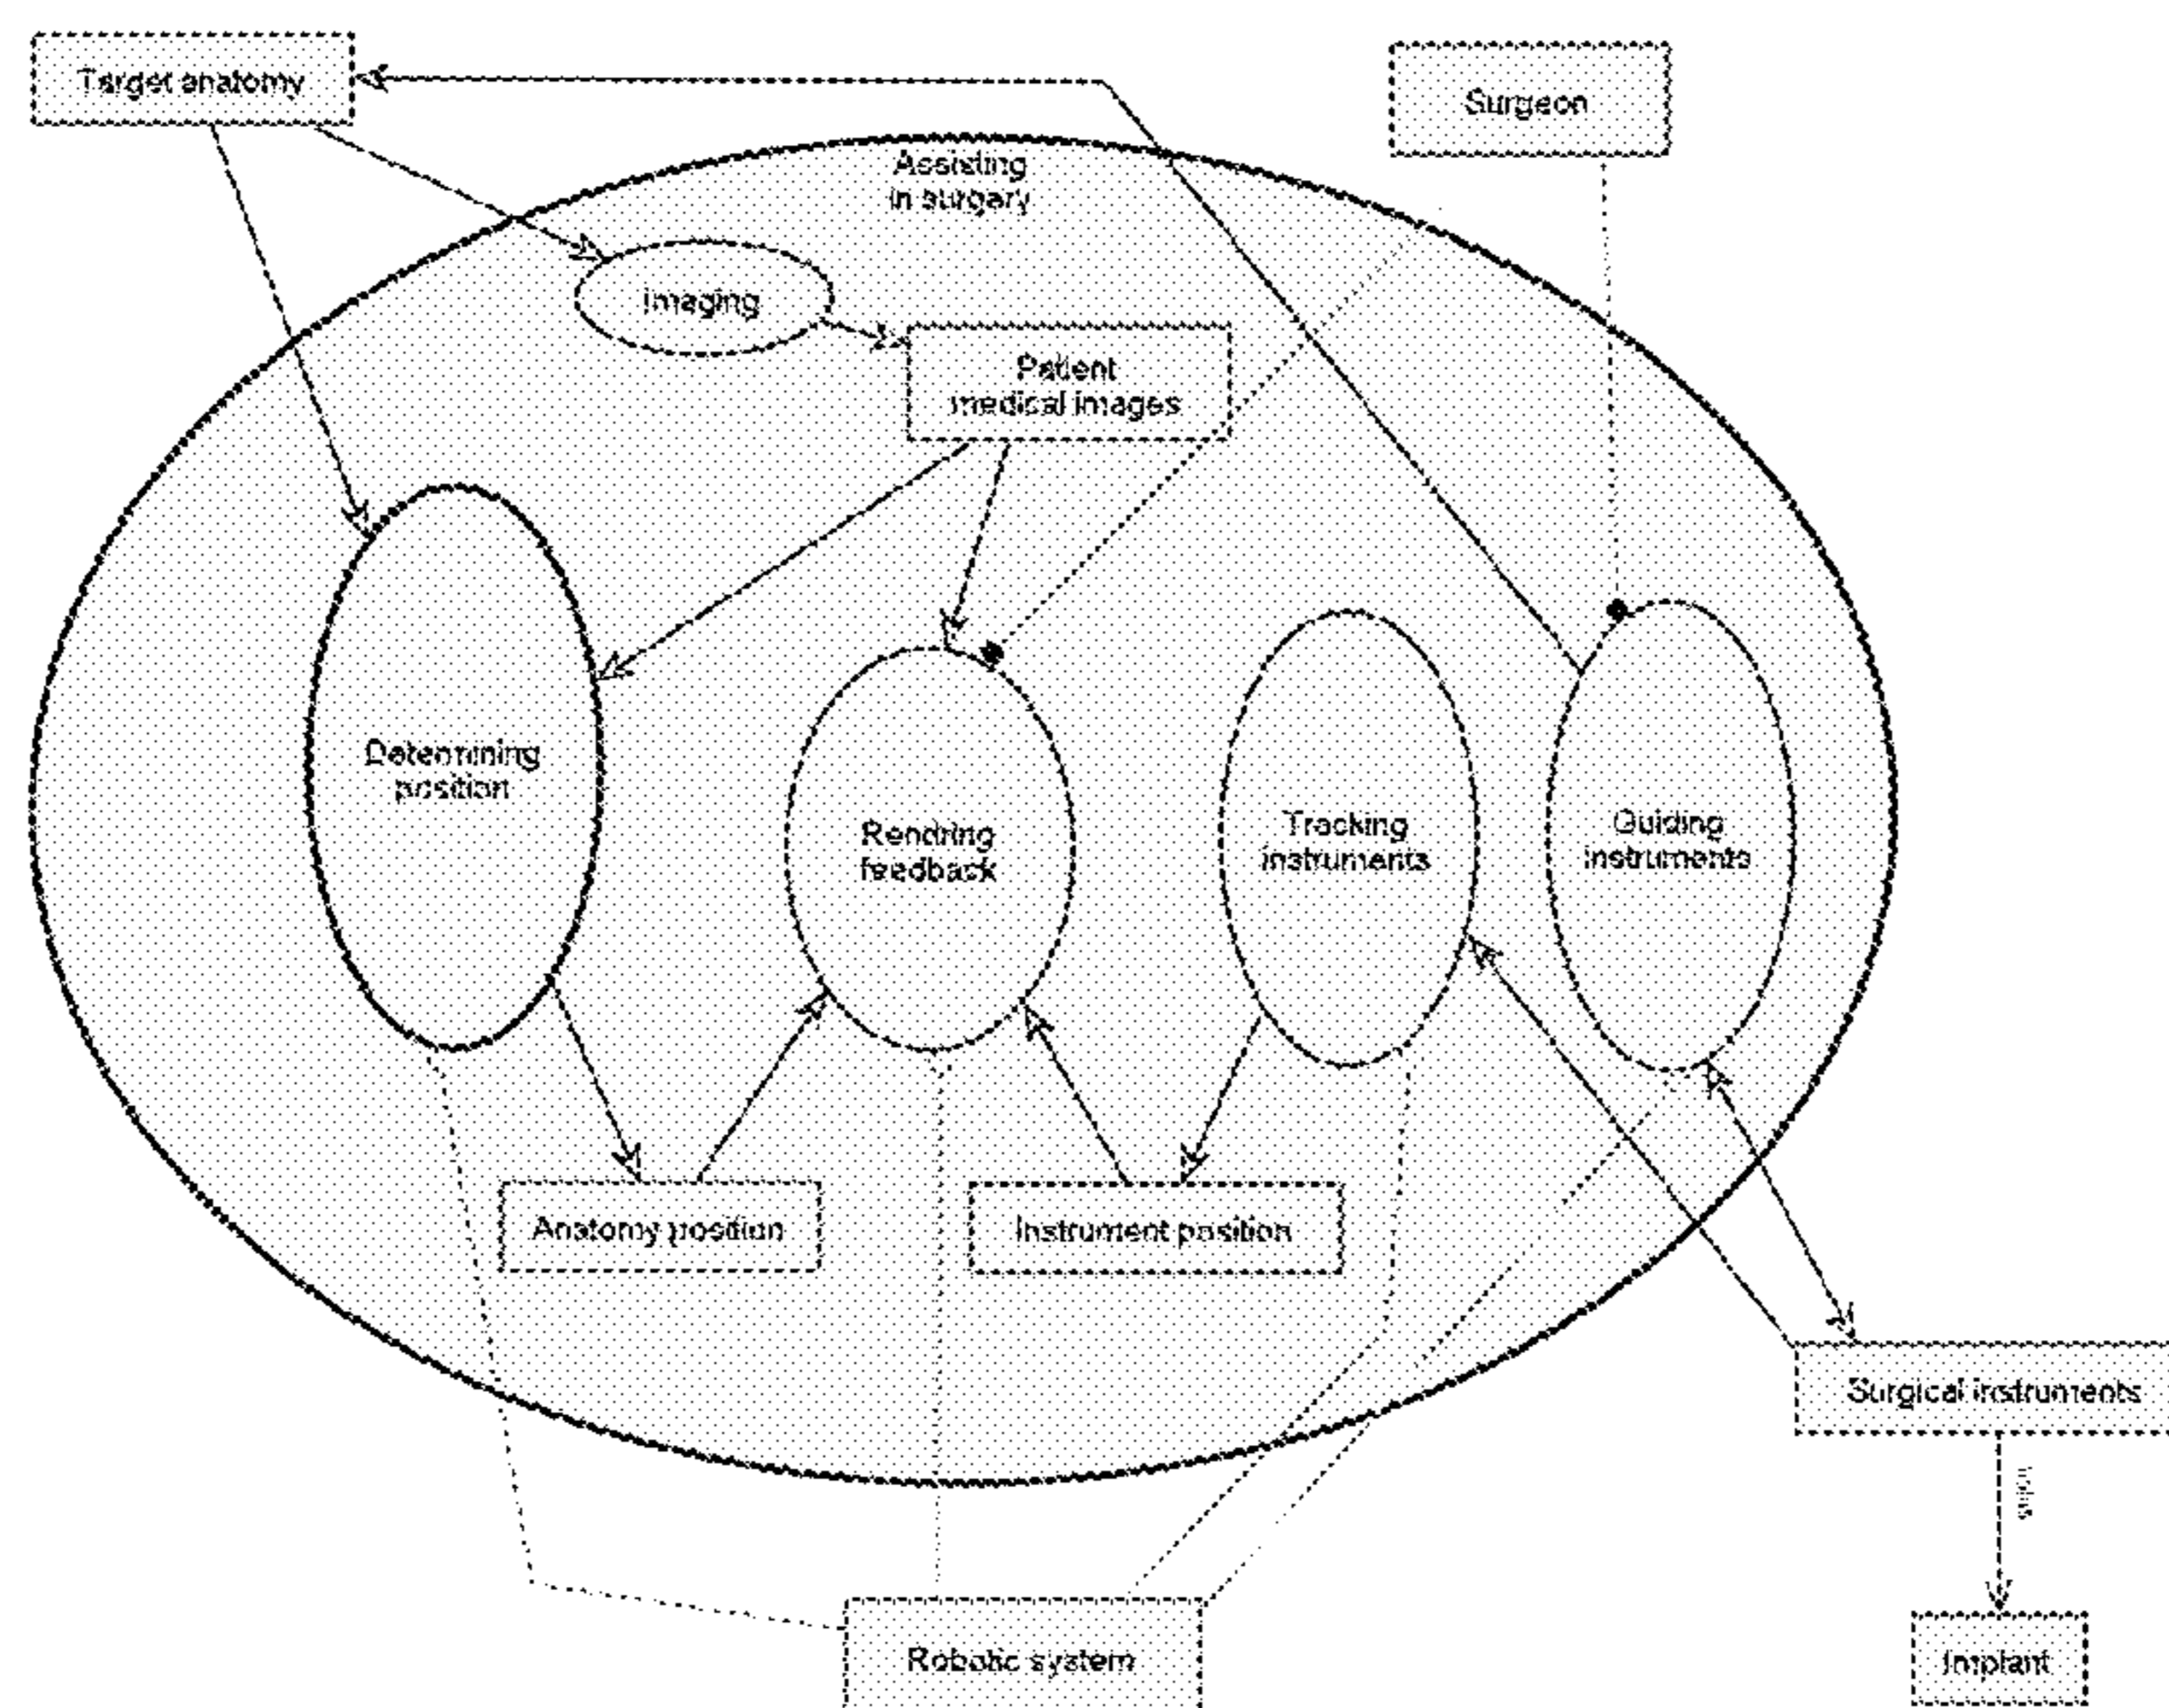 Target anatomy
Surgeon
Assisting
in surgery
Imaging
Patient
medical images
Determining
position
Rendring
feedback
Tracking
instruments
Guiding
instruments
Anatomy position
Instrument position
Surgical instruments
Robotic system
Implant